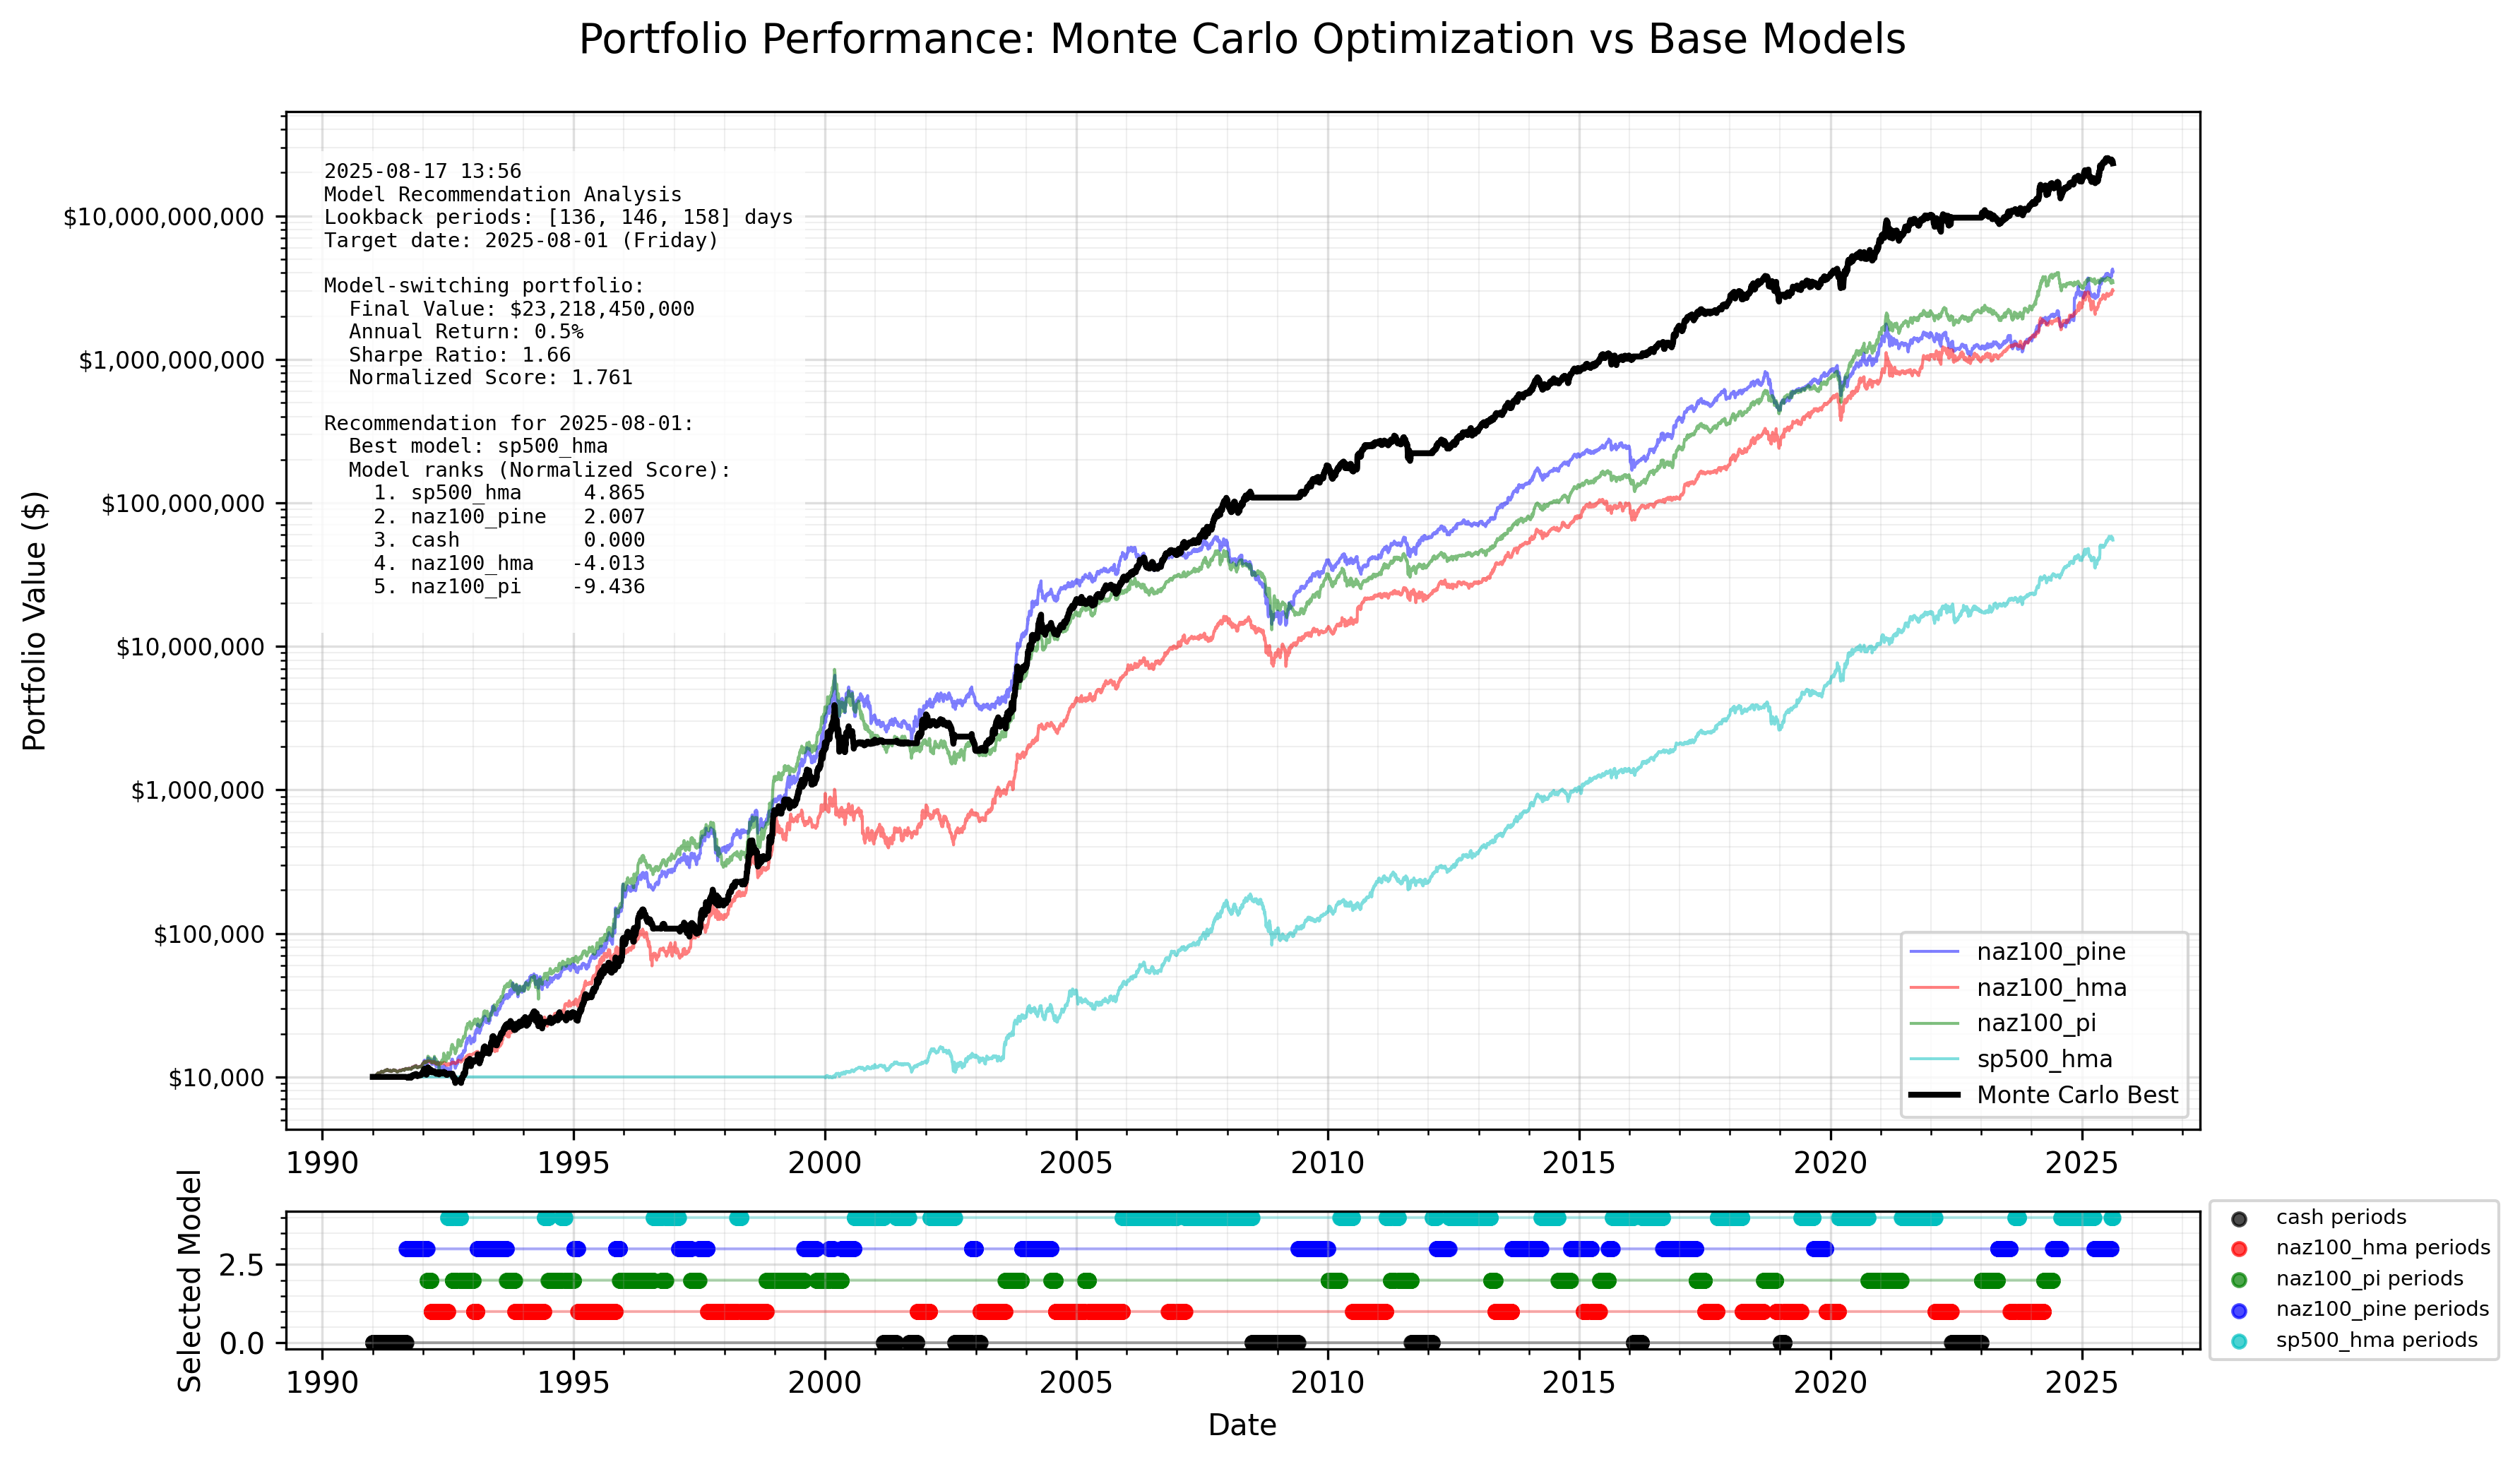 Portfolio Performance: Monte Carlo Optimization vs Base Models
2025-08-17 13:56
Model Recommendation Analysis
Lookback periods: [136, 146, 158] days
Target date: 2025-08-01 (Friday)
Model-switching portfolio:
Final Value: $23,218,450,000
Annual Return: 0.5%
Sharpe Ratio: 1.66
Normalized Score: 1.761
Recommendation for 2025-08-01:
Best model: sp500_hma
Model ranks (Normalized Score):
1. sp500_hma 4.865
2. naz100_pine 2.007
3. cash 0.000
4. naz100_hma -4.013
5. naz100_pi -9.436
Portfolio Value ($)
$10,000,000,000
$1,000,000,000
$100,000,000
$10,000,000
$1,000,000
$100,000
$10,000
naz100_pine
naz100_hma
naz100_pi
sp500_hma
Monte Carlo Best
1990 1995 2000 2005 2010 2015 2020 2025
Selected Model
2.5
0.0
cash periods
naz100_hma periods
naz100_pi periods
naz100_pine periods
sp500_hma periods
1990 1995 2000 2005 2010 2015 2020 2025
Date